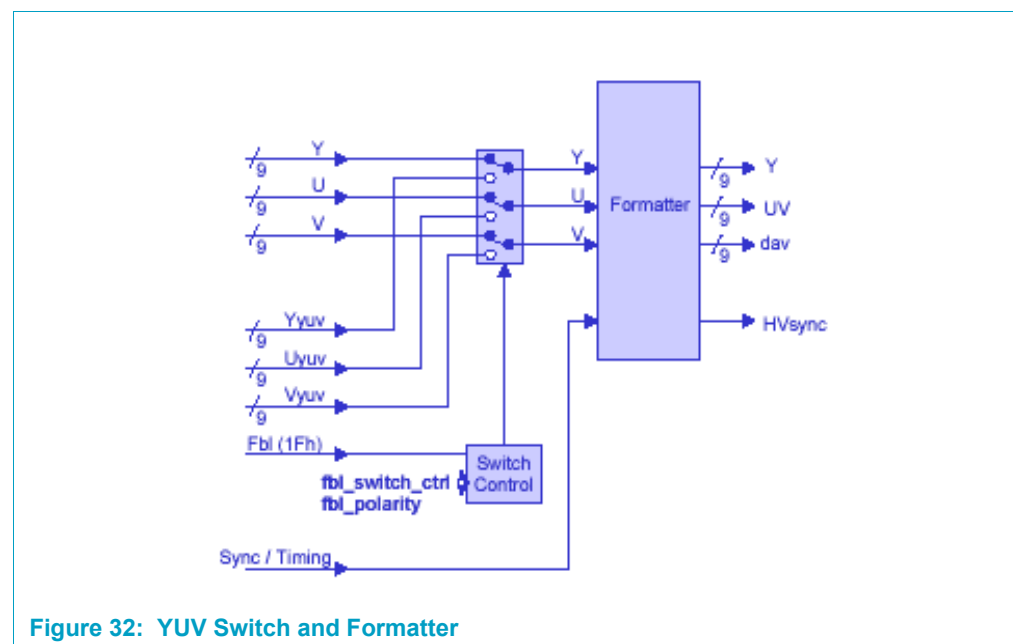 Y
9
U
9
V
9
Yyuv
9
Uyuv
9
Vyuv
9
Fbl (1Fh)
fbl_switch_ctrl
fbl_polarity
Switch
Control
Sync / Timing
Y
U
V
Formatter
9
Y
9
UV
9
dav
HVsync
Figure 32: YUV Switch and Formatter